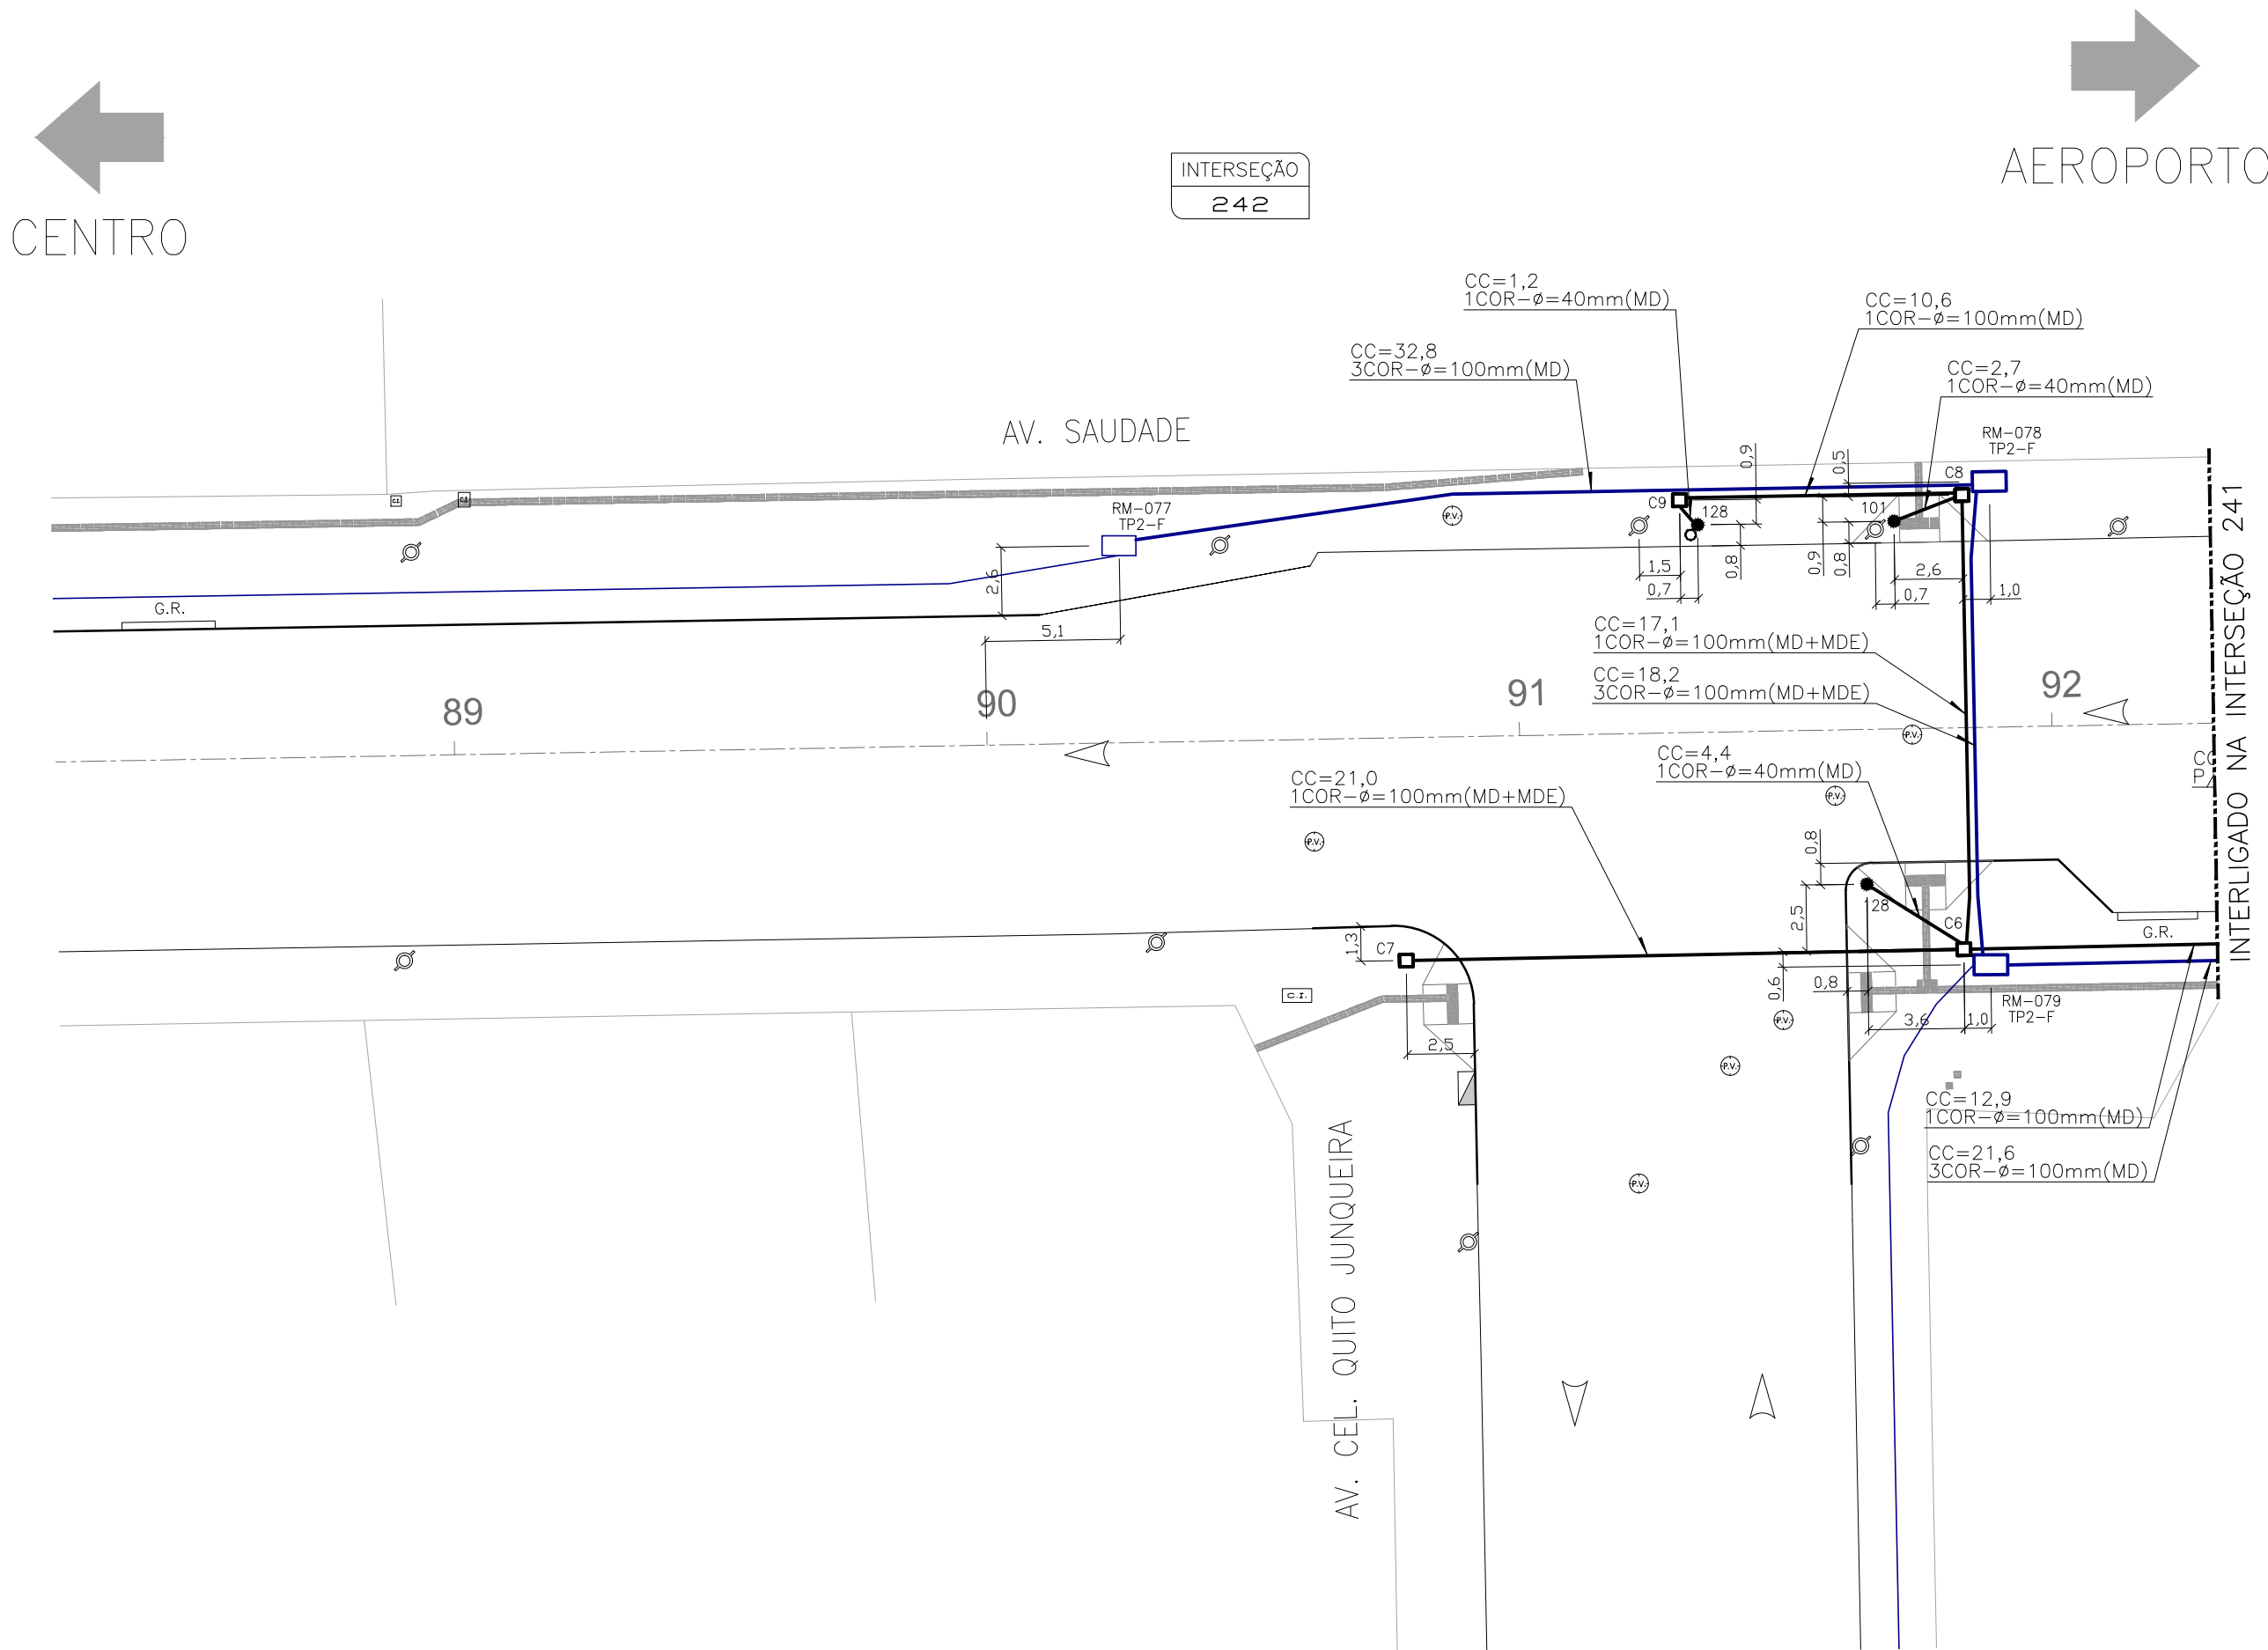 CENTRO
AEROPORTO
INTERSEÇÃO
242
CC=1,2
1COR-ø=40mm(MD)
CC=10,6
1COR-ø=100mm(MD)
CC=32,8
3COR-ø=100mm(MD)
CC=2,7
1COR-ø=40mm(MD)
AV. SAUDADE
RM-078
TP2-F
C8
0,9
0,5
C.I.
C.I.
RM-077
TP2-F
C9
128
101
P.V.
2,6
5,1
1,5
0,7
0,8
0,9
0,8
2,6
0,7
1,0
G.R.
INTERLIGADO NA INTERSEÇÃO 241
CC=17,1
1COR-ø=100mm(MD+MDE)
CC=18,2
3COR-ø=100mm(MD+MDE)
89
90
91
92
P.V.
CC=4,4
1COR-ø=40mm(MD)
CC=21,0
1COR-ø=100mm(MD+MDE)
P.V.
P.V.
0,8
2,5
128
C6
G.R.
1,3
C7
0,6
0,8
C.I.
RM-079
TP2-F
P.V.
3,6
1,0
2,5
P.V.
CC=12,9
1COR-ø=100mm(MD)
CC=21,6
3COR-ø=100mm(MD)
P.V.
AV. CEL. QUITO JUNQUEIRA